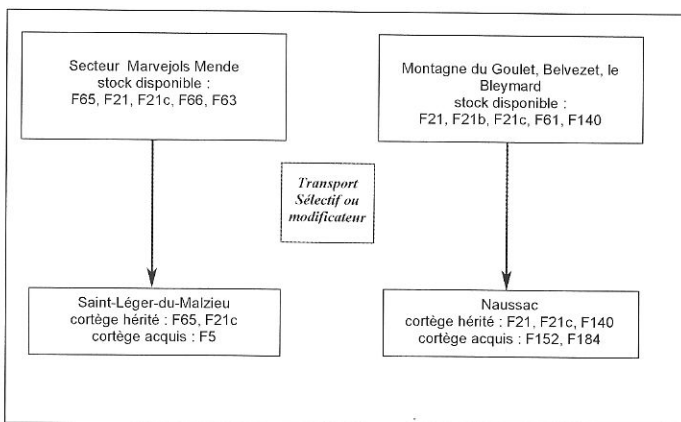 Secteur Marvejols Mende
stock disponible :
F65, F21, F21c, F66, F63
Montagne du Goulet, Belvezet, le
Bleymard
stock disponible :
F21, F21b, F21c, F61, F140
Transport
Sélectif ou
modificateur
Saint-Léger-du-Malzieu
cortège hérité : F65, F21c
cortège acquis : F5
Naussac
cortège hérité : F21, F21c, F140
cortège acquis : F152, F184